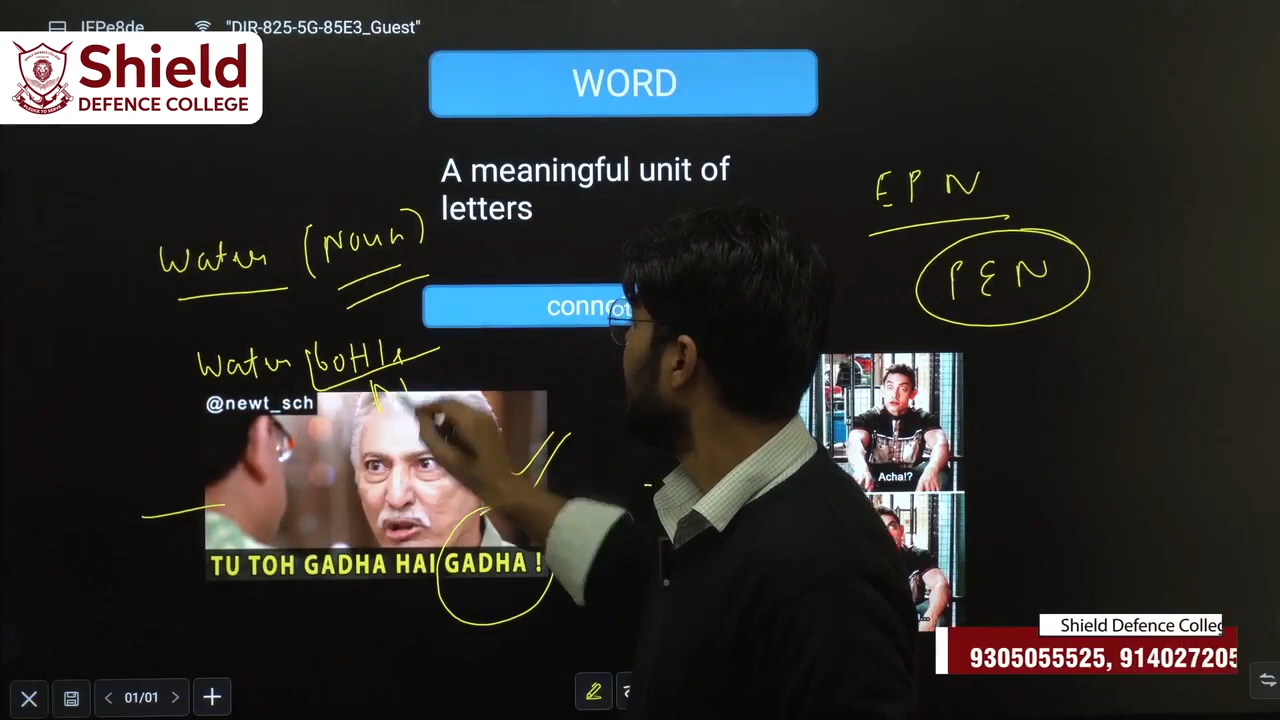 IFPe8de "DIR-825-5G-85E3_Guest"
Shield
DEFENCE COLLEGE
WORD
A meaningful unit of
letters
EPN
PEN
Water (Noun)
Water bottle
N
@newt_sch
TU TOH GADHA HAI GADHA !
Acha!?
Shield Defence Colleg
9305055525, 914027205
01/01